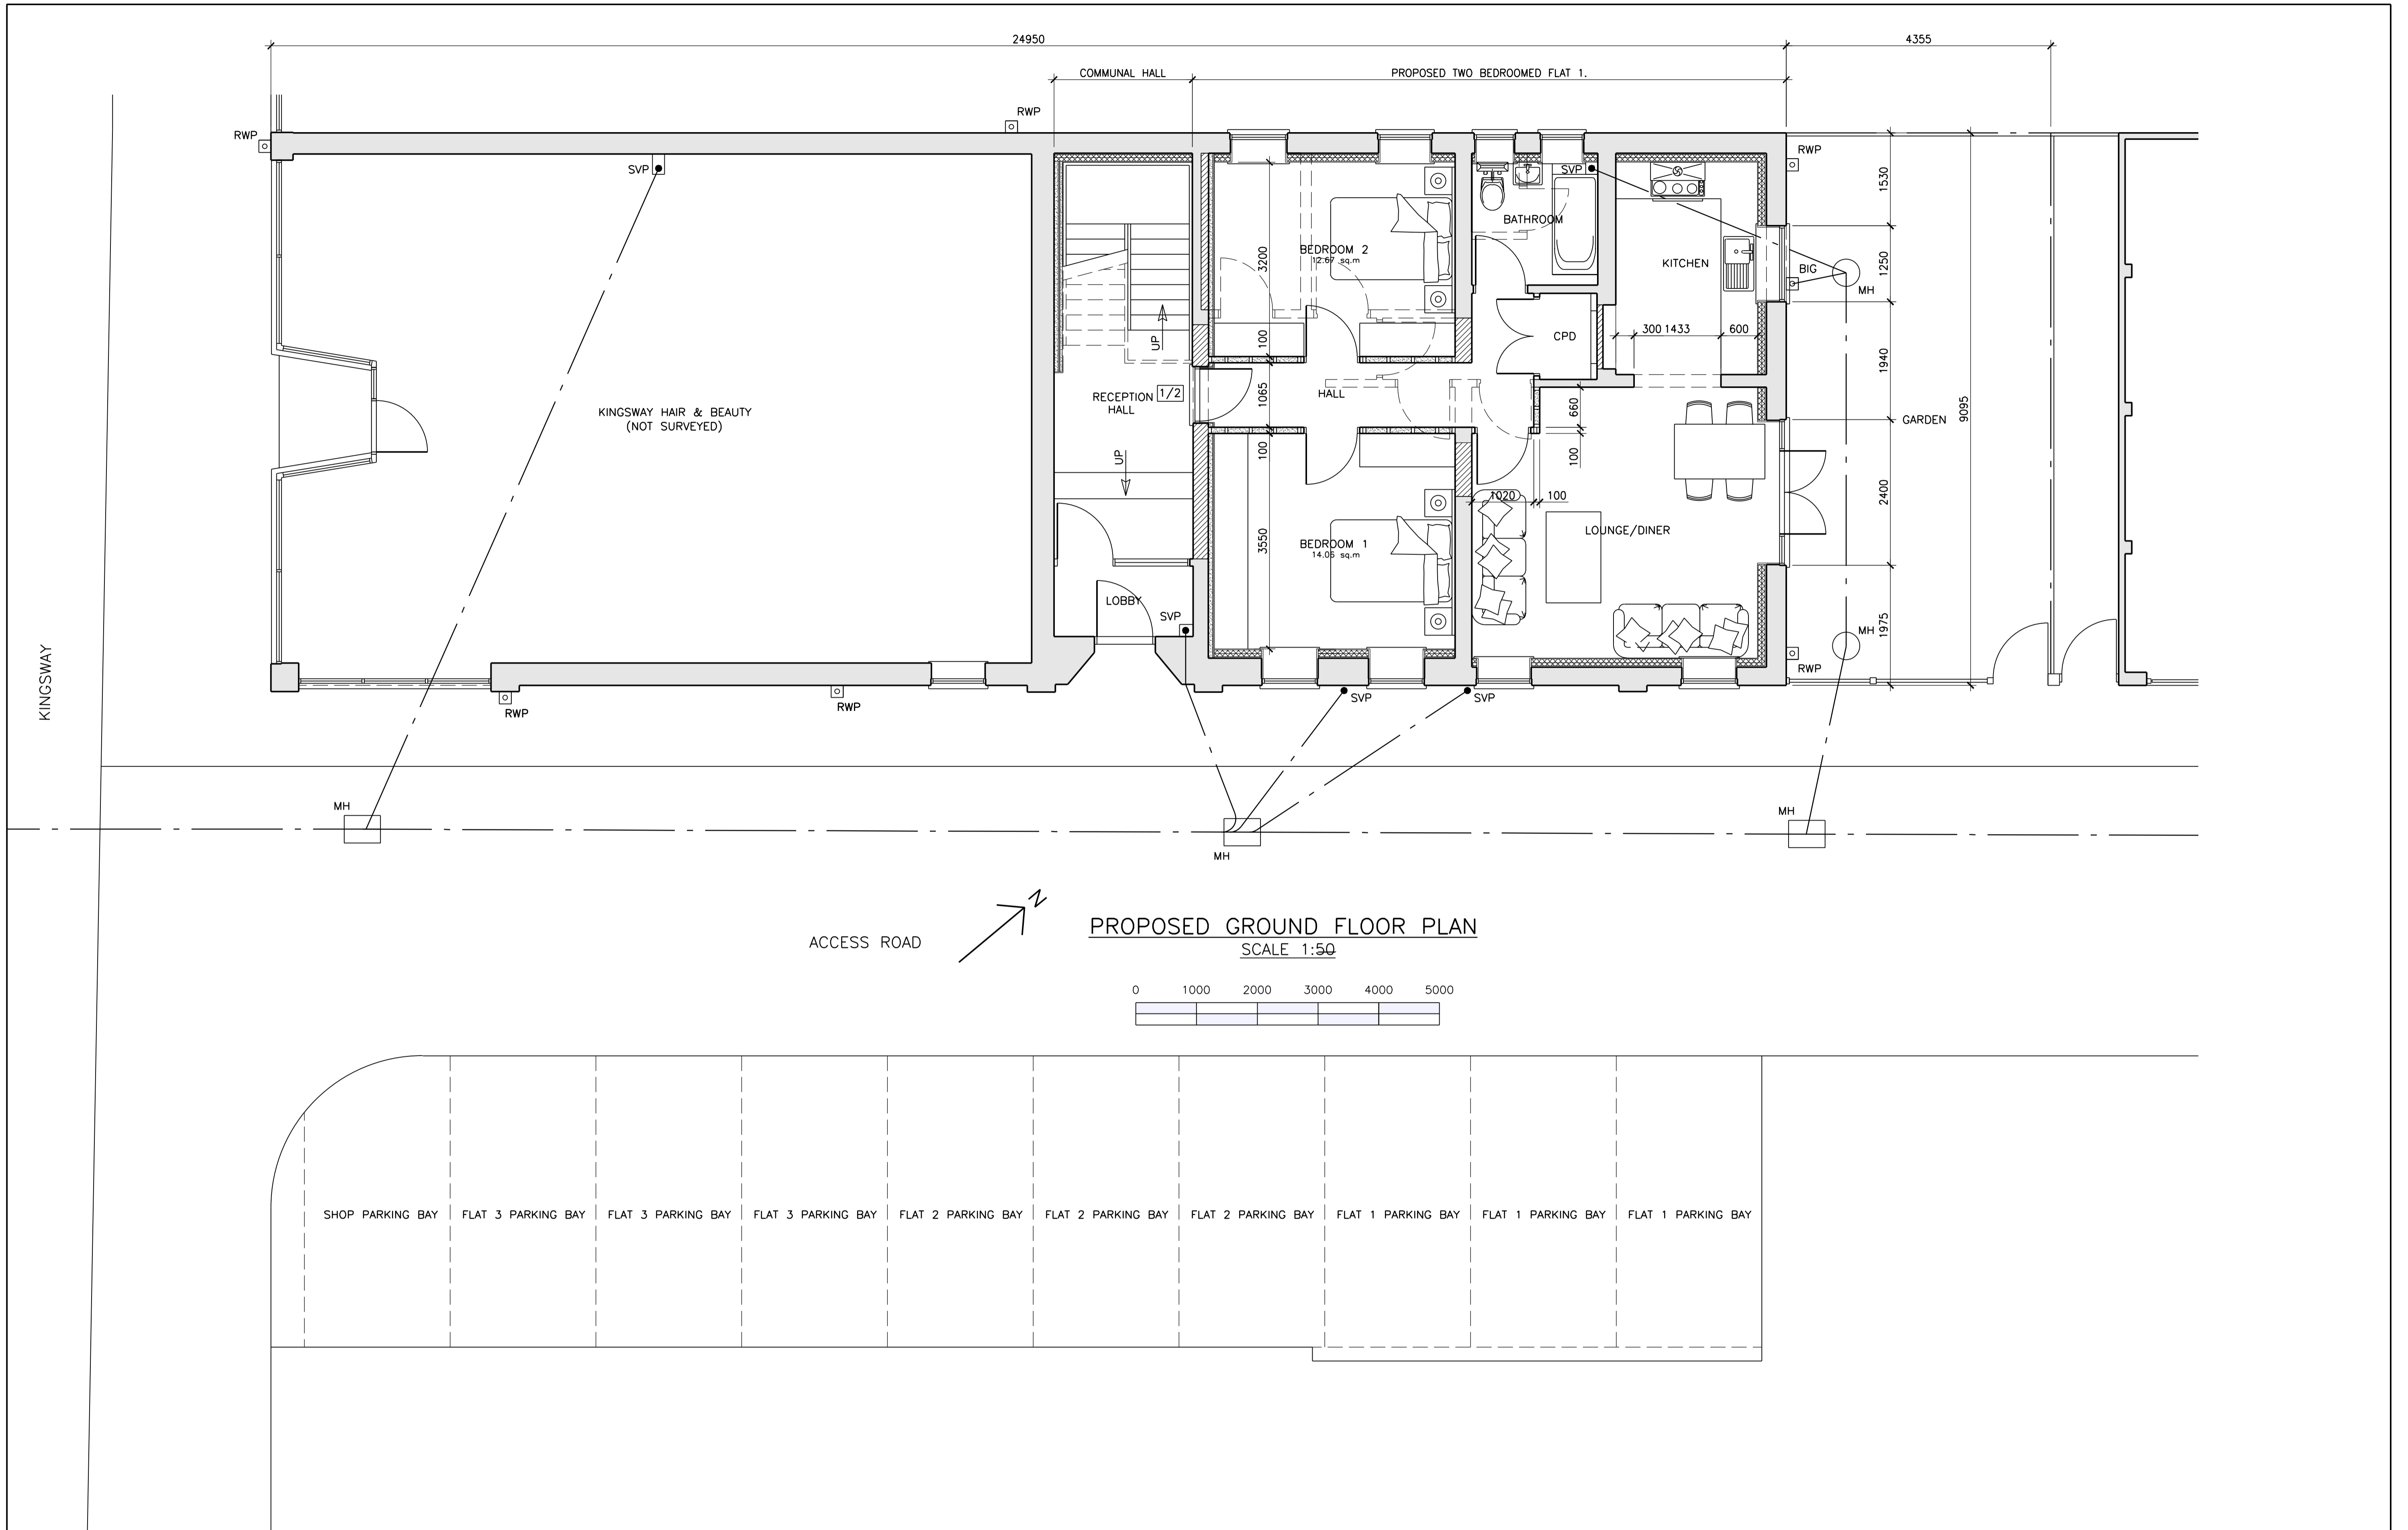 24950
4355
COMMUNAL HALL
PROPOSED TWO BEDROOMED FLAT 1.
RWP
RWP
RWP
SVP
SVP
1530
BATHROOM
BEDROOM 2
12.67 sq.m
3200
KITCHEN
BIG
MH
1250
UP
100
CPD
300
1433
600
1940
RECEPTION
HALL
1/2
1065
HALL
660
KINGSWAY HAIR & BEAUTY
(NOT SURVEYED)
GARDEN
9095
UP
100
100
1020
100
2400
LOUNGE/DINER
BEDROOM 1
14.05 sq.m
3550
LOBBY
SVP
MH
1975
RWP
KINGSWAY
RWP
RWP
SVP
SVP
MH
MH
MH
N
ACCESS ROAD
PROPOSED GROUND FLOOR PLAN
SCALE 1:50
0 1000 2000 3000 4000 5000
SHOP PARKING BAY
FLAT 3 PARKING BAY
FLAT 3 PARKING BAY
FLAT 3 PARKING BAY
FLAT 2 PARKING BAY
FLAT 2 PARKING BAY
FLAT 2 PARKING BAY
FLAT 1 PARKING BAY
FLAT 1 PARKING BAY
FLAT 1 PARKING BAY